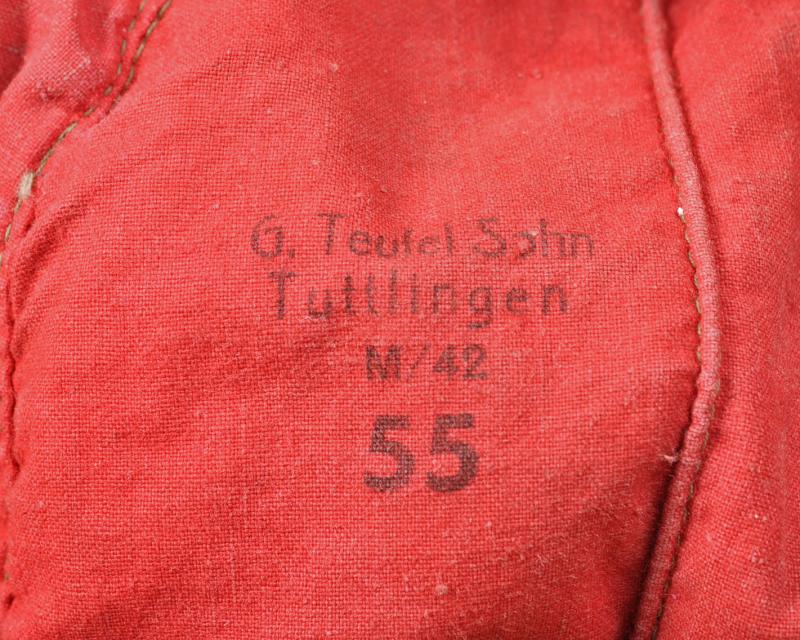 G. Teufel Sohn
Tuttlingen
M/42
55